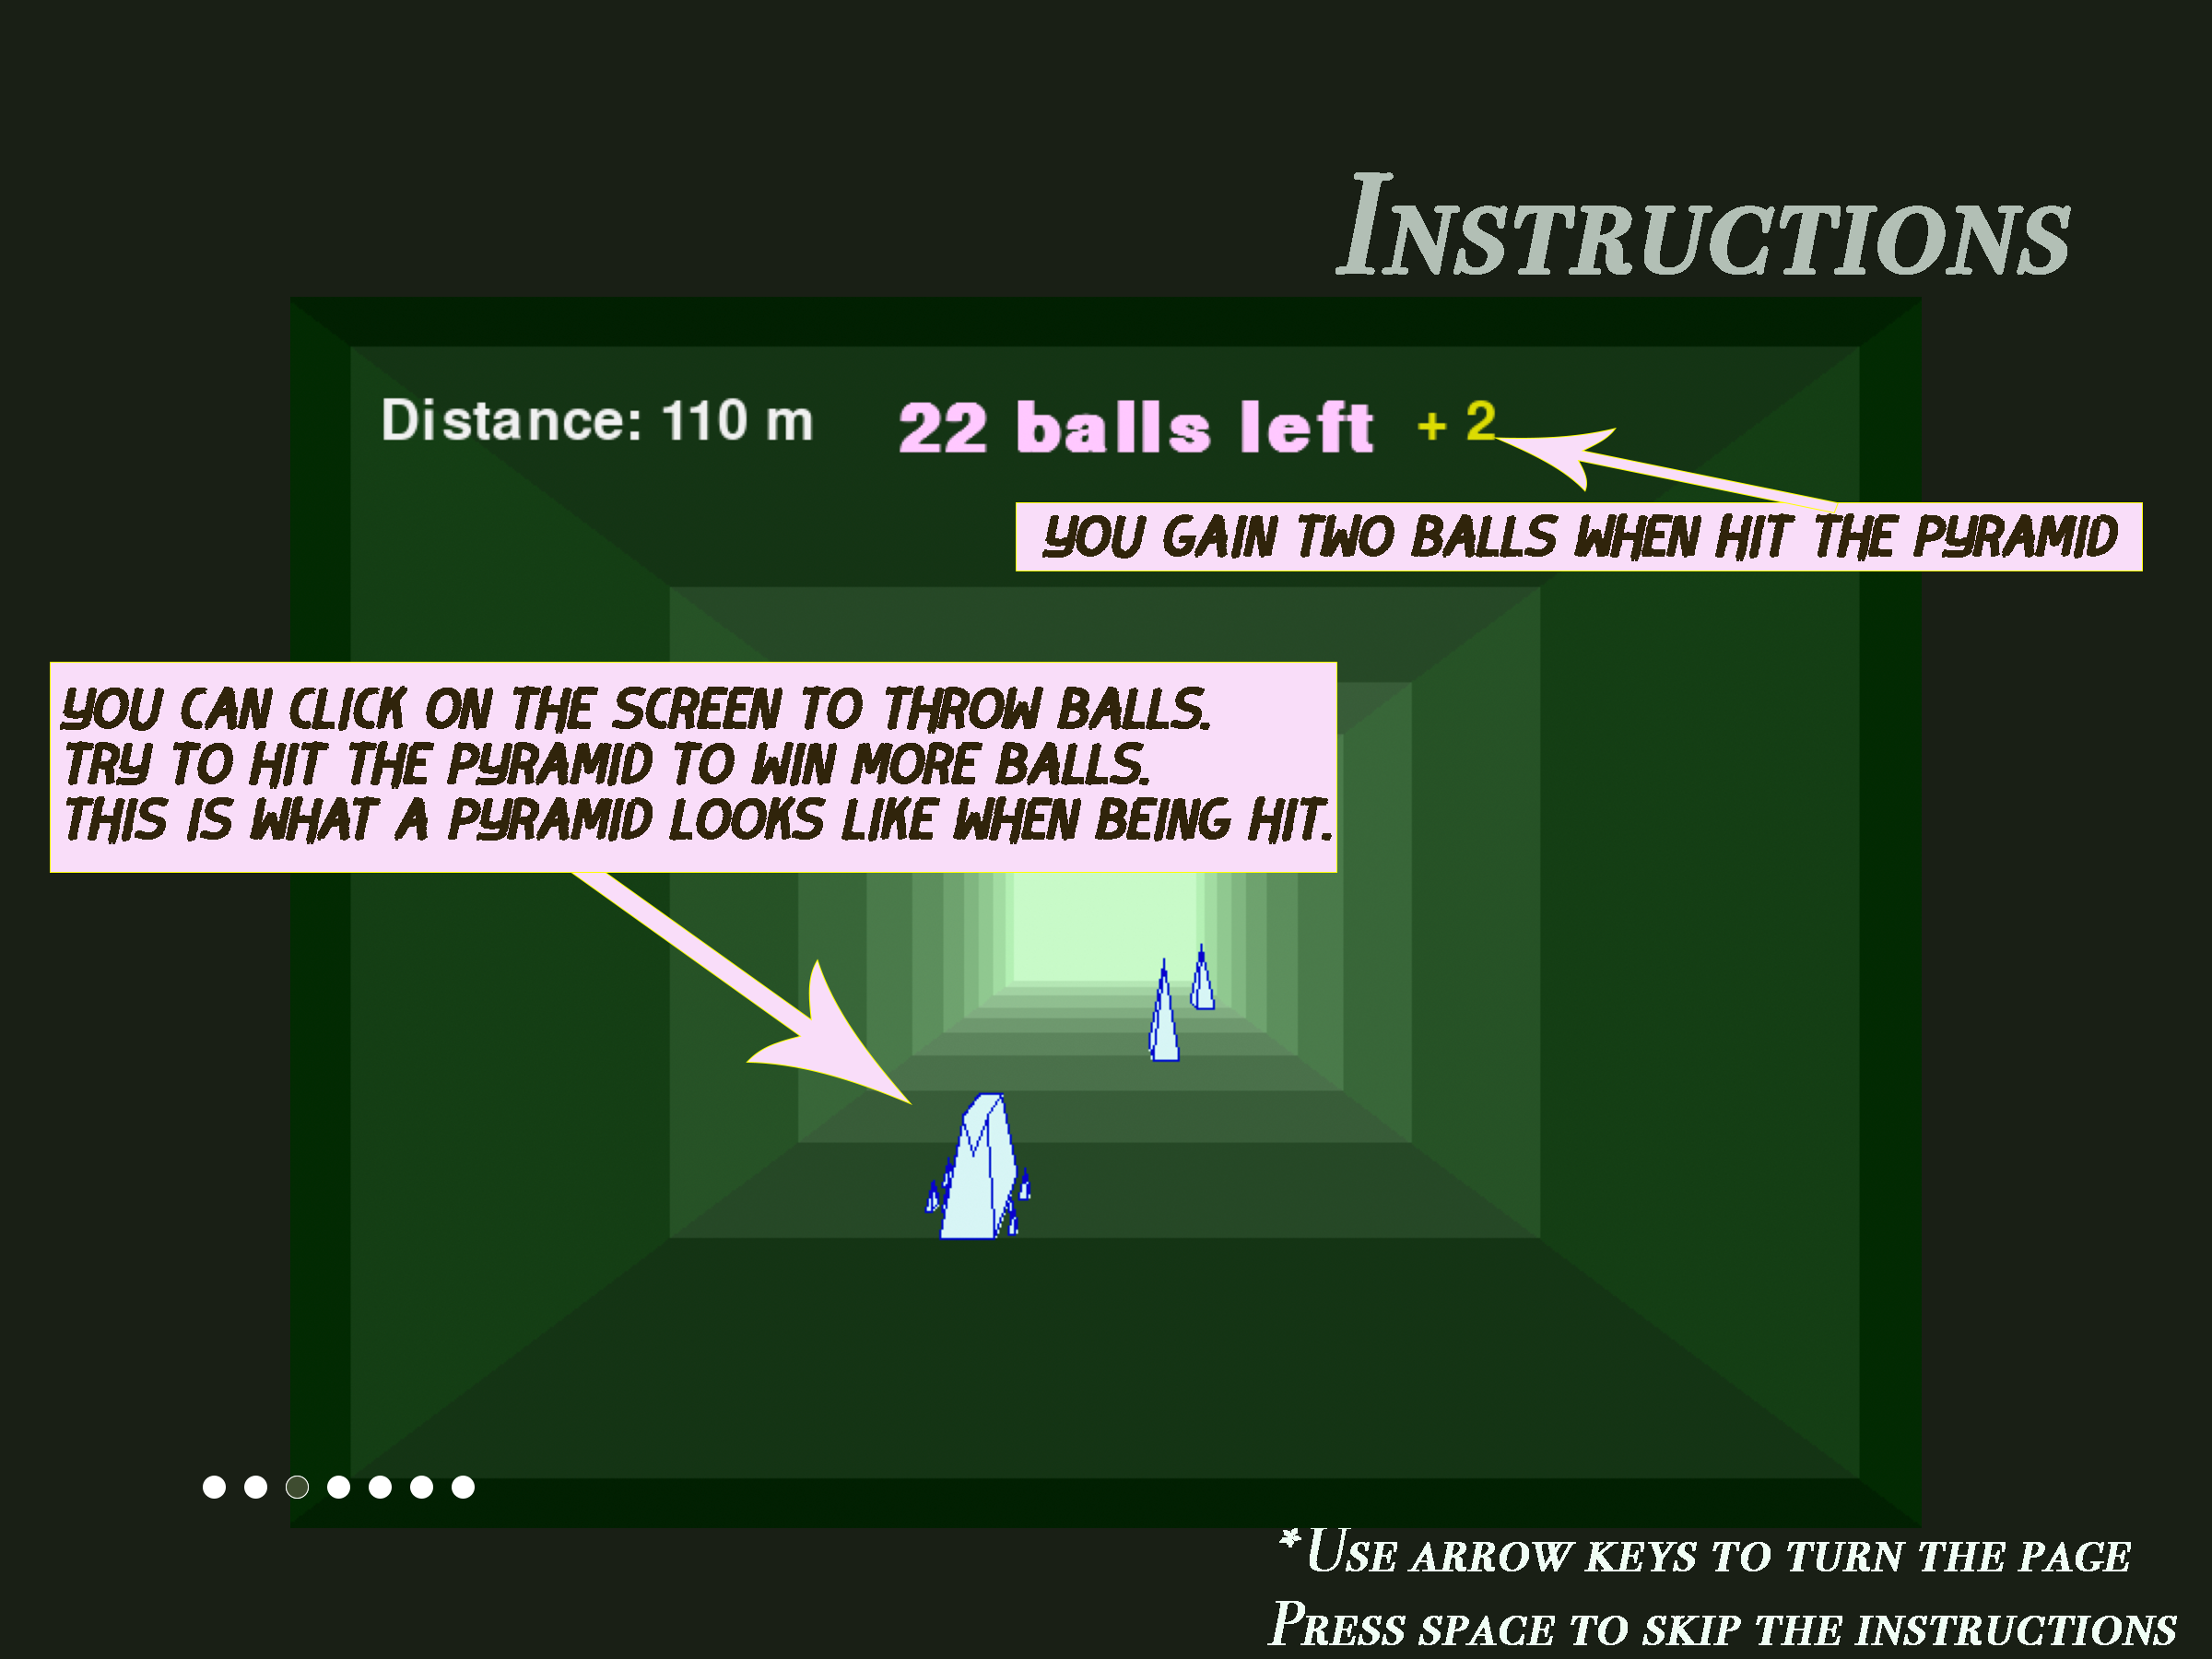 Instructions
Distance: 110 m 22 balls left + 2
YOU GAIN TWO BALLS WHEN HIT THE PYRAMID
YOU CAN CLICK ON THE SCREEN TO THROW BALLS.
TRY TO HIT THE PYRAMID TO WIN MORE BALLS.
THIS IS WHAT A PYRAMID LOOKS LIKE WHEN BEING HIT.
*Use arrow keys to turn the page
Press space to skip the instructions